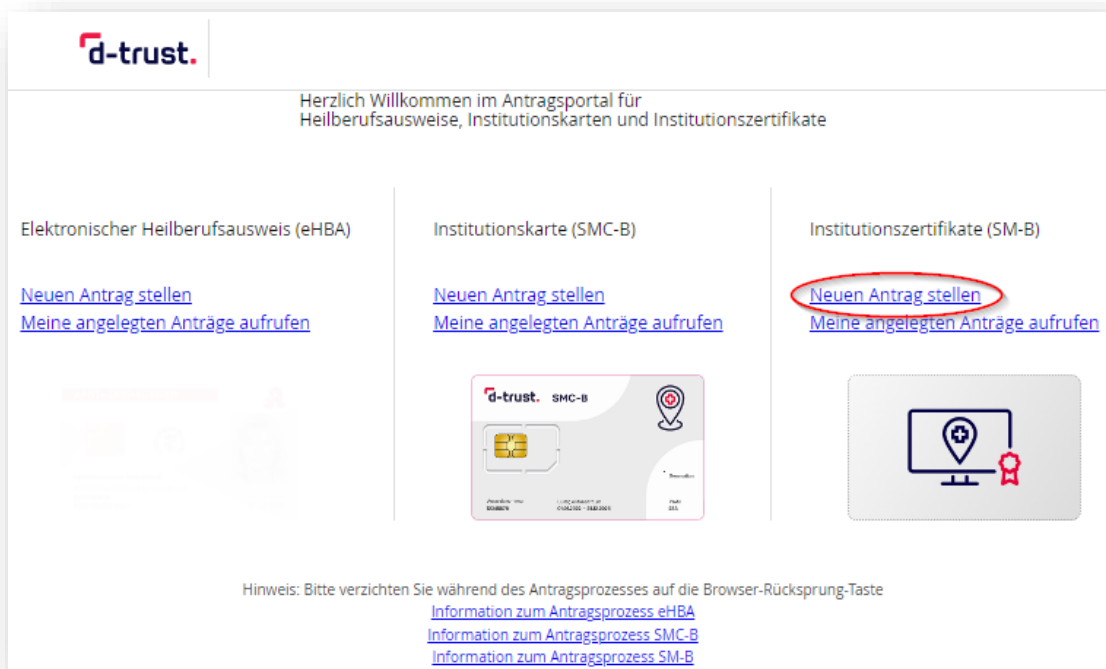 d-trust.
Herzlich Willkommen im Antragsportal für
Heilberufsausweise, Institutionskarten und Institutionszertifikate
Elektronischer Heilberufsausweis (eHBA)
Neuen Antrag stellen
Meine angelegten Anträge aufrufen
Institutionskarte (SMC-B)
Neuen Antrag stellen
Meine angelegten Anträge aufrufen
d-trust. SMC-B
Institutionszertifikate (SM-B)
Neuen Antrag stellen
Meine angelegten Anträge aufrufen
Hinweis: Bitte verzichten Sie während des Antragsprozesses auf die Browser-Rücksprung-Taste
Information zum Antragsprozess eHBA
Information zum Antragsprozess SMC-B
Information zum Antragsprozess SM-B